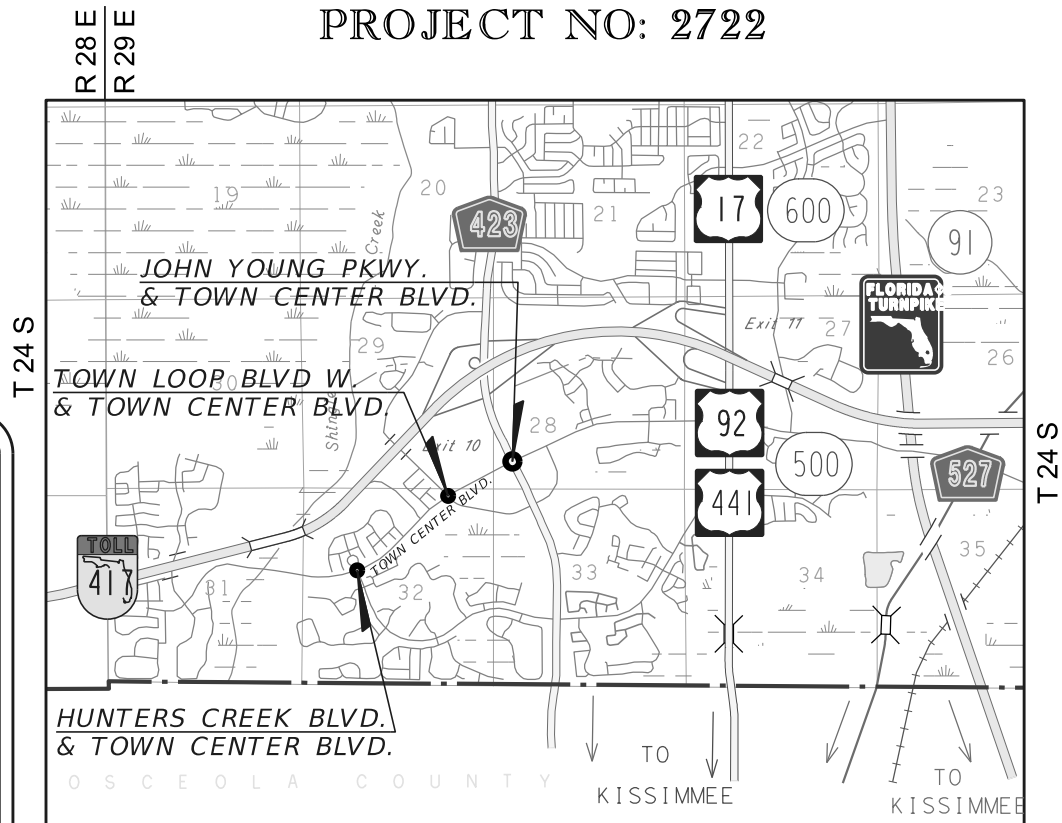 PROJECT NO: 2722
R 28 E
R 29 E
T 24 S
T 24 S
19
20
21
22
23
Creek
423
17
600
91
JOHN YOUNG PKWY.
& TOWN CENTER BLVD.
FLORIDA'S
TURNPIKE
Exit 11
27
26
29
30
TOWN LOOP BLVD W.
& TOWN CENTER BLVD.
Shingle
Exit 10
28
92
500
441
527
TOWN CENTER BLVD.
TOLL
417
31
32
33
34
35
HUNTERS CREEK BLVD.
& TOWN CENTER BLVD.
OSCEOLA COUNTY
TO
KISSIMMEE
TO
KISSIMMEE